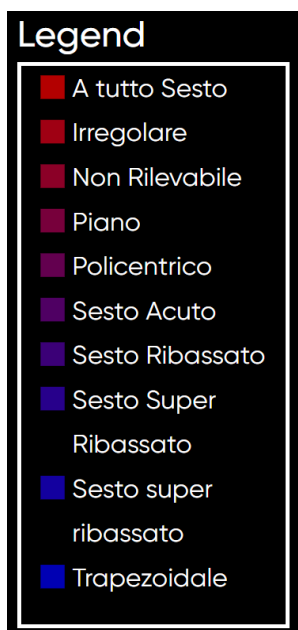 Legend
A tutto Sesto
Irregolare
Non Rilevabile
Piano
Policentrico
Sesto Acuto
Sesto Ribassato
Sesto Super
Ribassato
Sesto super
ribassato
Trapezoidale